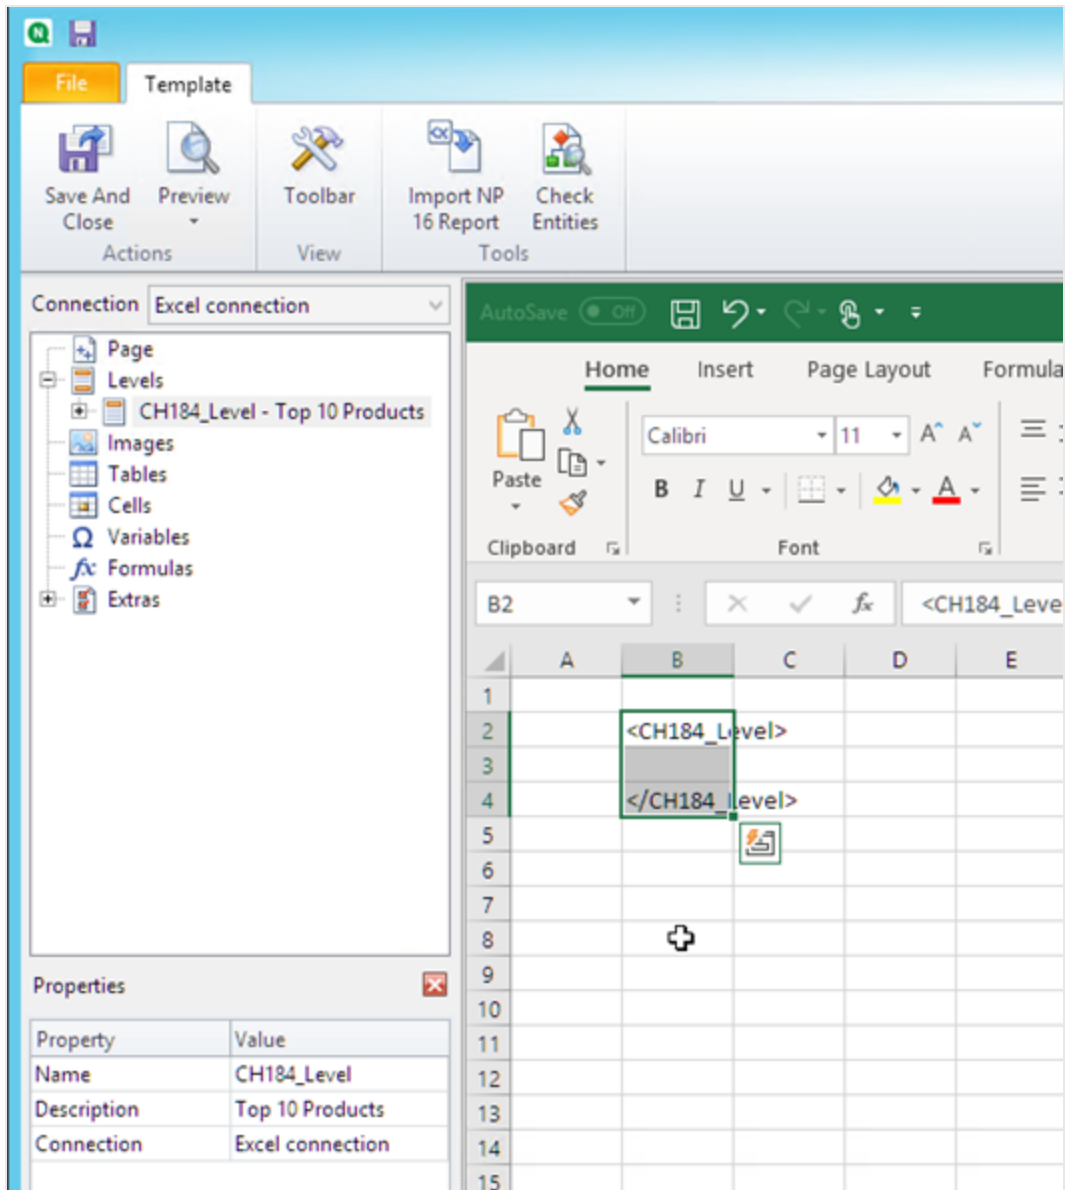 File Template
Save And Close
Preview
Toolbar
Import NP 16 Report
Check Entities
Actions
View
Tools
Connection Excel connection
Page
Levels
CH184_Level - Top 10 Products
Images
Tables
Cells
Variables
Formulas
Extras
Properties
Property Value
Name CH184_Level
Description Top 10 Products
Connection Excel connection
AutoSave Off
Home Insert Page Layout Formula
Paste
Calibri 11 A A
B I U A
Clipboard Font
B2 fx <CH184_Leve
A B C D E
1
2 <CH184_Level>
3
4 </CH184_Level>
5
6
7
8
9
10
11
12
13
14
15